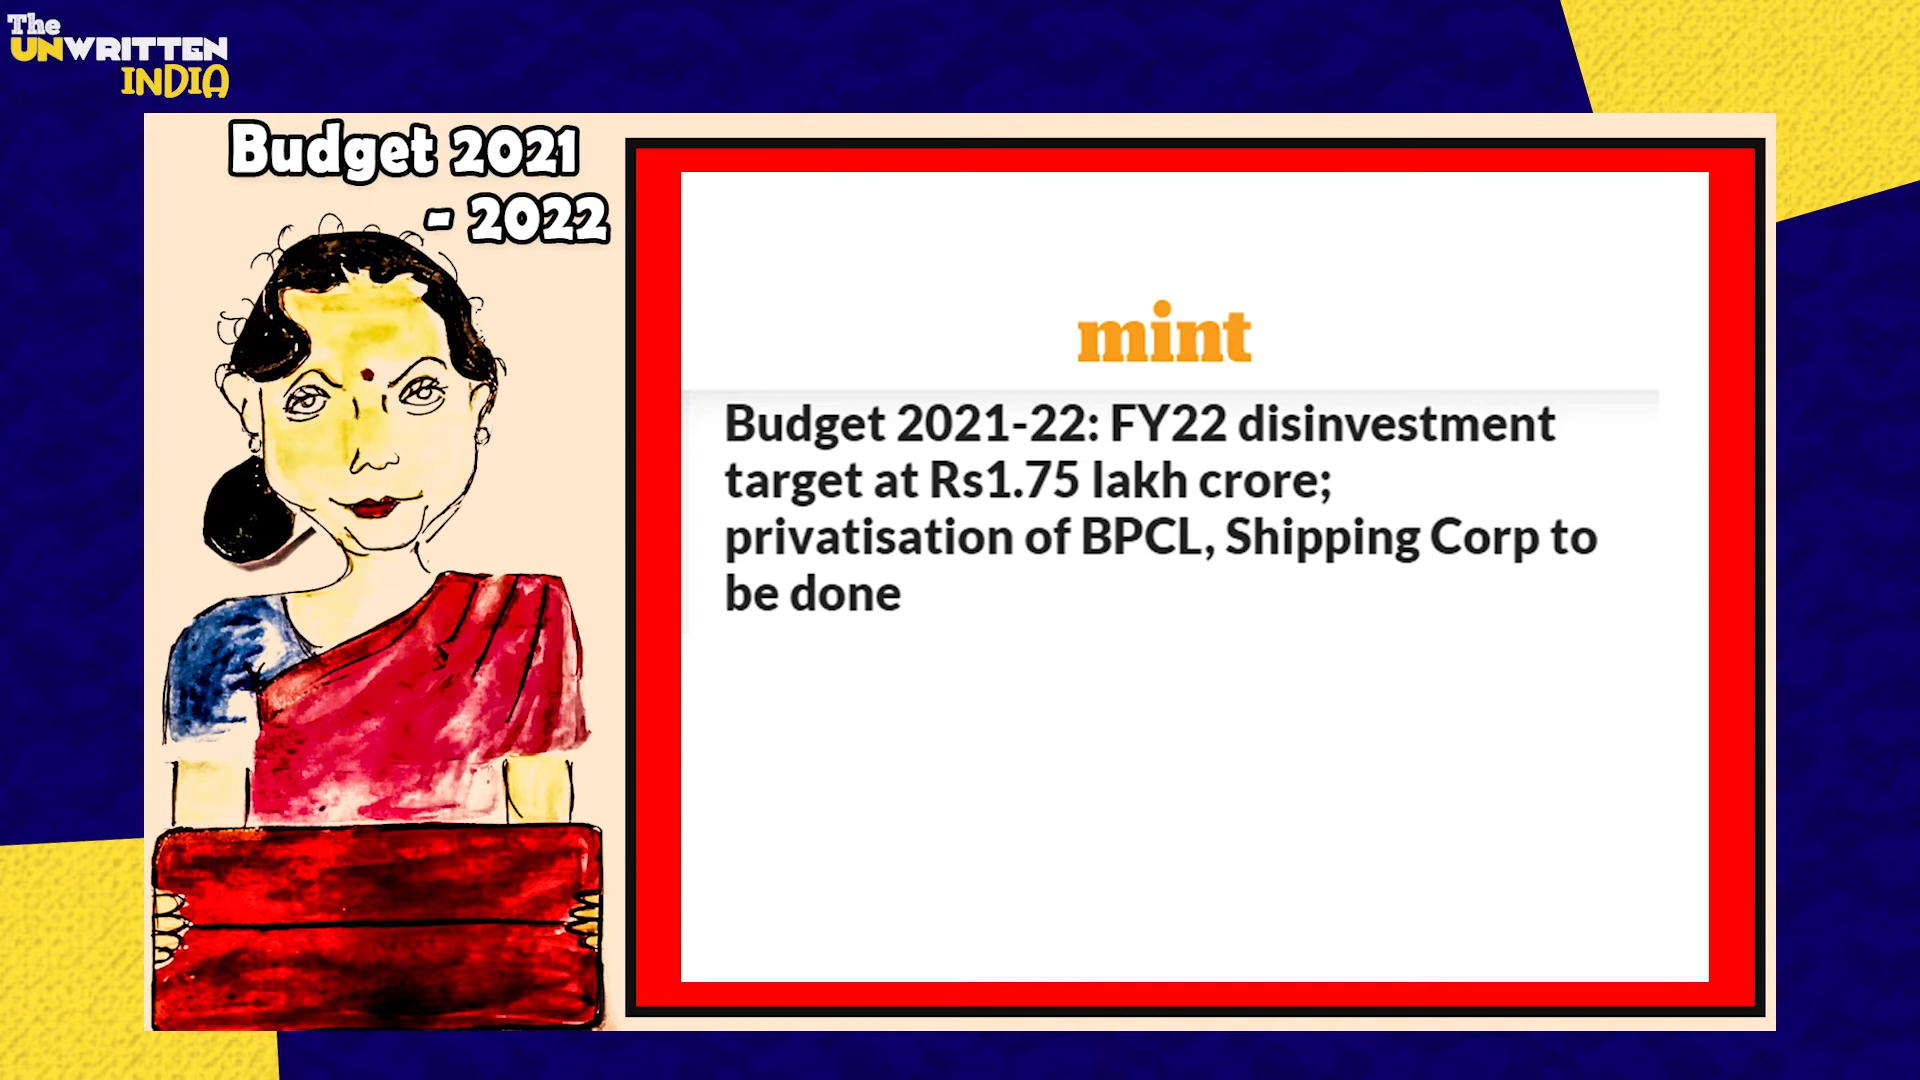 The
UNWRITTEN
INDIA
Budget 2021
- 2022
mint
Budget 2021-22: FY22 disinvestment
target at Rs1.75 lakh crore;
privatisation of BPCL, Shipping Corp to
be done